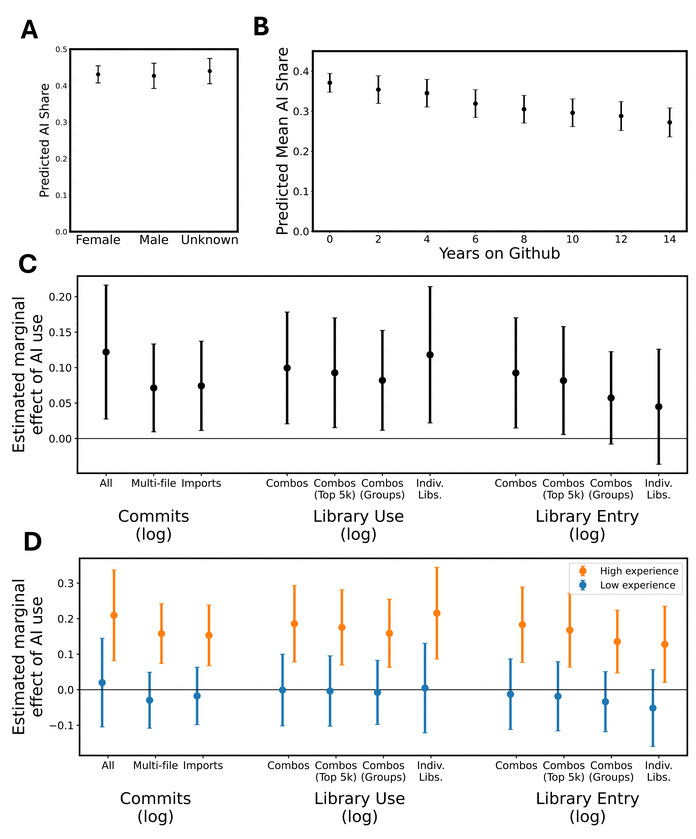 A
Predicted AI Share
0.5
0.4
0.3
0.2
0.1
0.0
Female Male Unknown
B
Predicted Mean AI Share
0.4
0.3
0.2
0.1
0.0
0 2 4 6 8 10 12 14
Years on Github
C
Estimated marginal
effect of AI use
0.20
0.15
0.10
0.05
0.00
All Multi-file Imports Combos Combos Combos Indiv. Combos Combos Combos Indiv.
(Top 5k) (Groups) Libs. (Top 5k) (Groups) Libs.
Commits Library Use Library Entry
(log) (log) (log)
D
Estimated marginal
effect of AI use
0.3
0.2
0.1
0.0
−0.1
High experience
Low experience
All Multi-file Imports Combos Combos Combos Indiv. Combos Combos Combos Indiv.
(Top 5k) (Groups) Libs. (Top 5k) (Groups) Libs.
Commits Library Use Library Entry
(log) (log) (log)